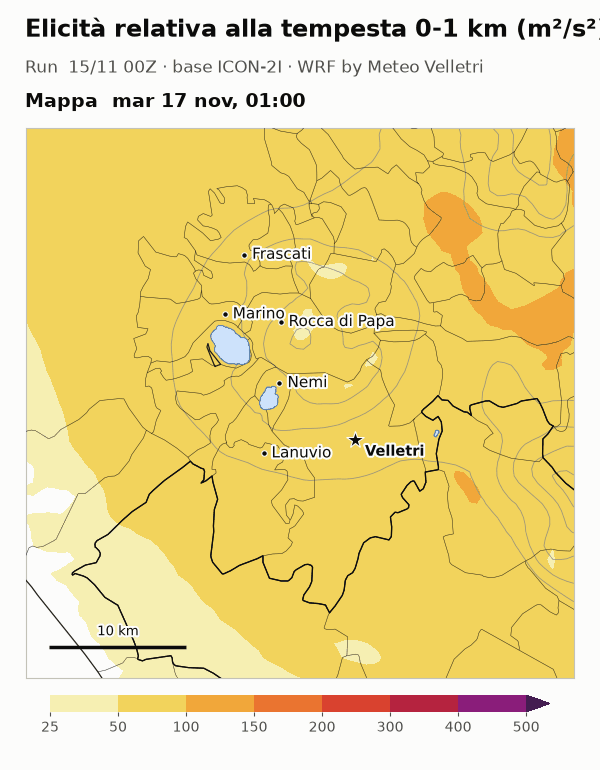 Elicità relativa alla tempesta 0-1 km (m²/s²)
Run  15/11 00Z · base ICON-2I · WRF by Meteo Velletri
Mappa  mar 17 nov, 01:00
Frascati
Marino
Rocca di Papa
Nemi
Velletri
Lanuvio
10 km
25 50 100 150 200 300 400 500